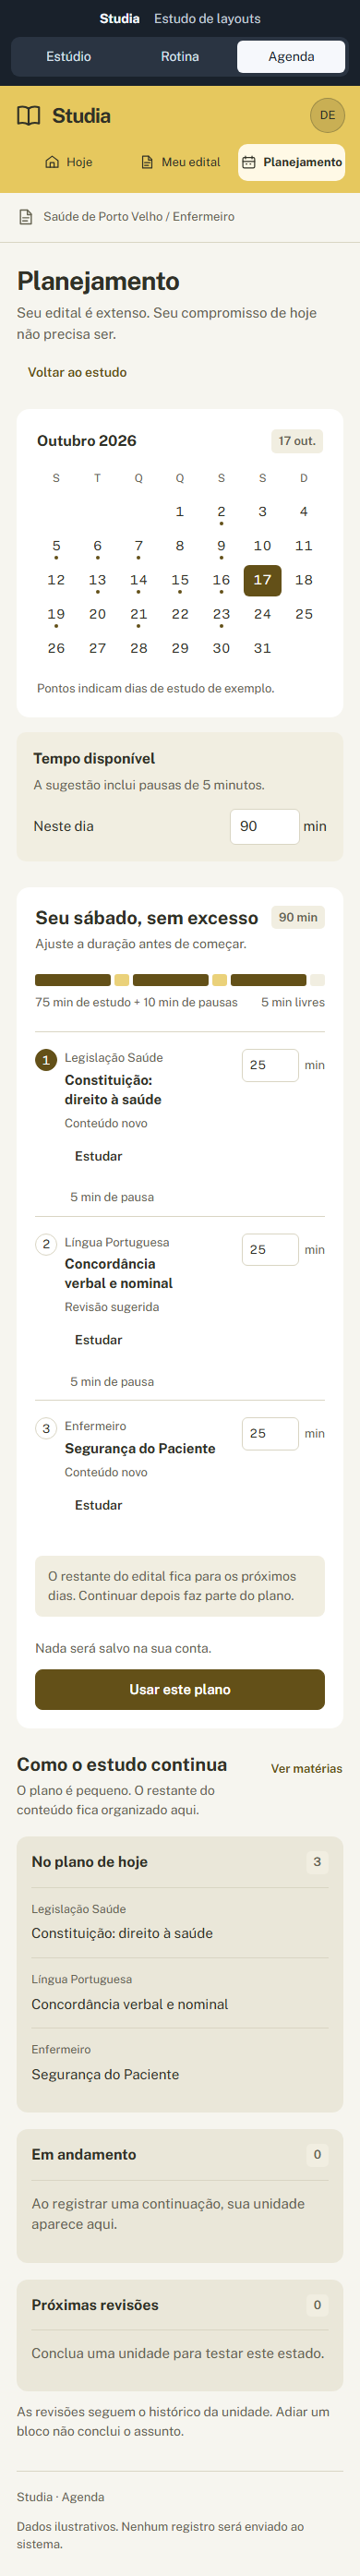 Studia Estudo de layouts
Estúdio Rotina Agenda
Studia DE
Hoje Meu edital Planejamento
Saúde de Porto Velho / Enfermeiro
Planejamento
Seu edital é extenso. Seu compromisso de hoje
não precisa ser.
Voltar ao estudo
Outubro 2026 17 out.
S T Q Q S S D
1 2 3 4
5 6 7 8 9 10 11
12 13 14 15 16 17 18
19 20 21 22 23 24 25
26 27 28 29 30 31
Pontos indicam dias de estudo de exemplo.
Tempo disponível
A sugestão inclui pausas de 5 minutos.
Neste dia 90 min
Seu sábado, sem excesso 90 min
Ajuste a duração antes de começar.
75 min de estudo + 10 min de pausas 5 min livres
1 Legislação Saúde 25 min
Constituição:
direito à saúde
Conteúdo novo
Estudar
5 min de pausa
2 Língua Portuguesa 25 min
Concordância
verbal e nominal
Revisão sugerida
Estudar
5 min de pausa
3 Enfermeiro 25 min
Segurança do Paciente
Conteúdo novo
Estudar
O restante do edital fica para os próximos
dias. Continuar depois faz parte do plano.
Nada será salvo na sua conta.
Usar este plano
Como o estudo continua Ver matérias
O plano é pequeno. O restante do
conteúdo fica organizado aqui.
No plano de hoje 3
Legislação Saúde
Constituição: direito à saúde
Língua Portuguesa
Concordância verbal e nominal
Enfermeiro
Segurança do Paciente
Em andamento 0
Ao registrar uma continuação, sua unidade
aparece aqui.
Próximas revisões 0
Conclua uma unidade para testar este estado.
As revisões seguem o histórico da unidade. Adiar um
bloco não conclui o assunto.
Studia · Agenda
Dados ilustrativos. Nenhum registro será enviado ao
sistema.